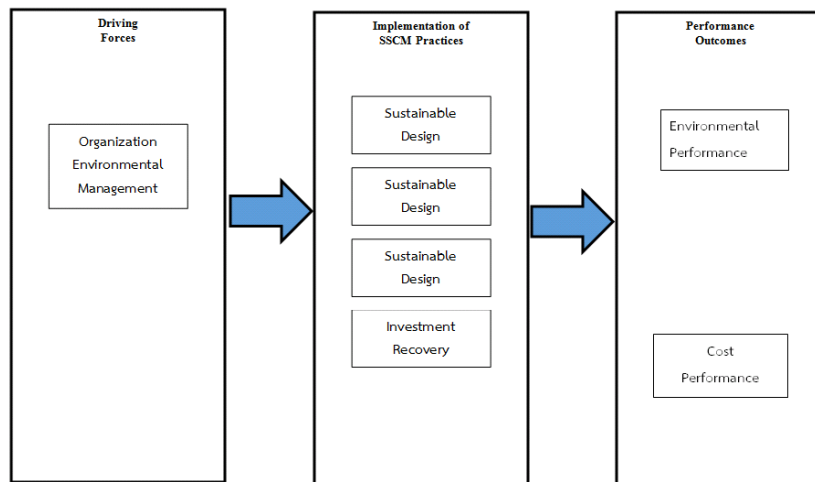 Driving
Forces
Organization
Environmental
Management
Implementation of
SSCM Practices
Sustainable
Design
Sustainable
Design
Sustainable
Design
Investment
Recovery
Performance
Outcomes
Environmental
Performance
Cost
Performance